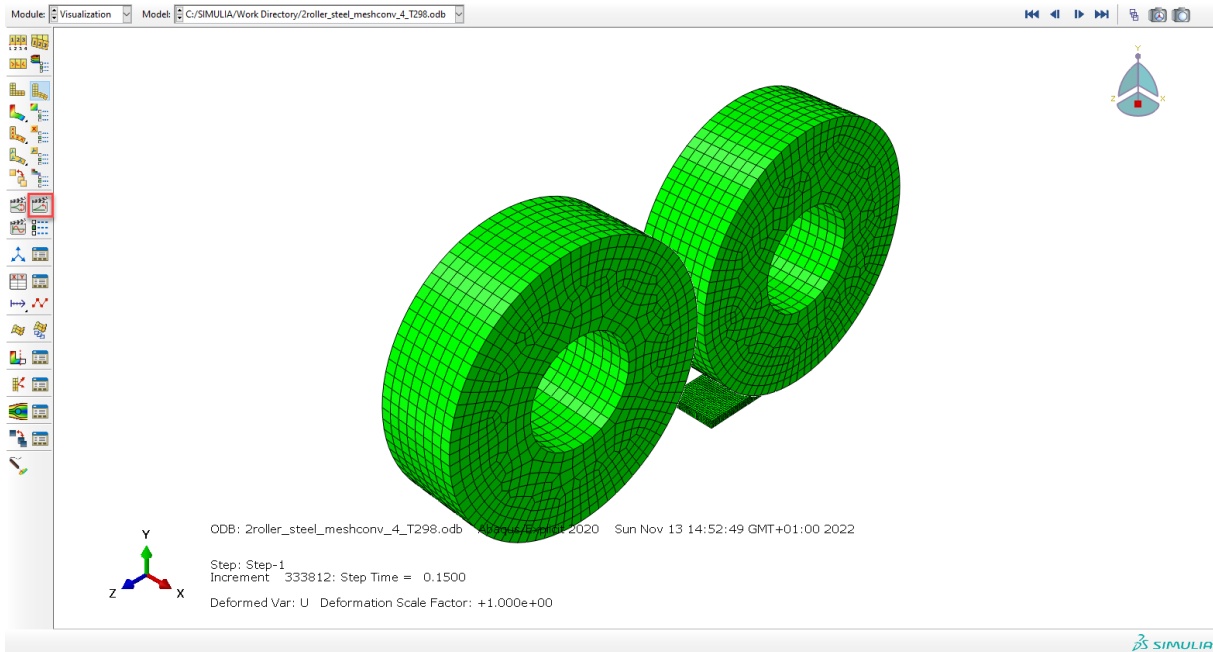 Module: Visualization Model: C:/SIMULIA/Work Directory/2roller_steel_meshconv_4_T298.odb
Y
Z X
ODB: 2roller_steel_meshconv_4_T298.odb Abaqus/Explicit 2020 Sun Nov 13 14:52:49 GMT+01:00 2022
Y
Step: Step-1
Increment 333812: Step Time = 0.1500
Z X
Deformed Var: U Deformation Scale Factor: +1.000e+00
SIMULIA